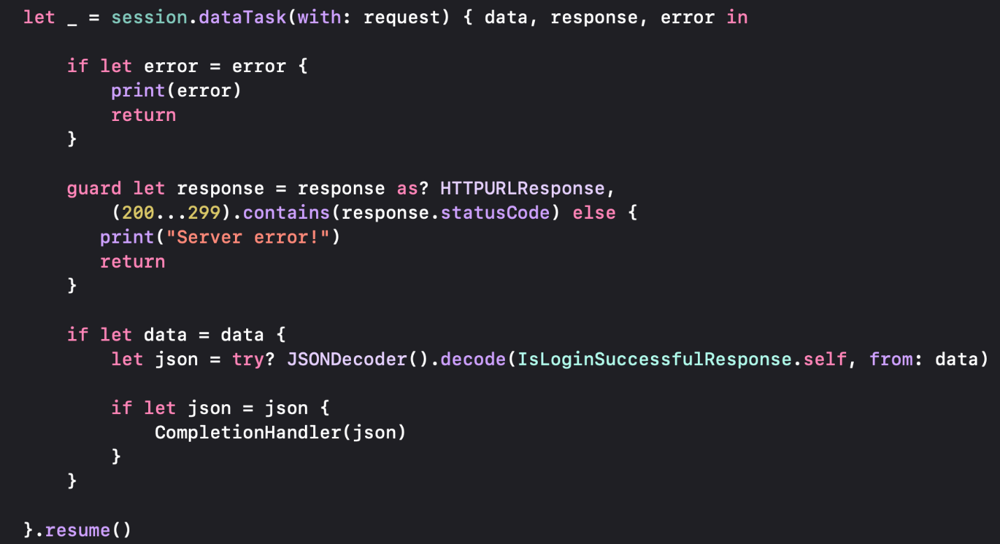 let _ = session.dataTask(with: request) { data, response, error in
if let error = error {
print(error)
return
}
guard let response = response as? HTTPURLResponse,
(200...299).contains(response.statusCode) else {
print("Server error!")
return
}
if let data = data {
let json = try? JSONDecoder().decode(IsLoginSuccessfulResponse.self, from: data)
if let json = json {
CompletionHandler(json)
}
}
}.resume()